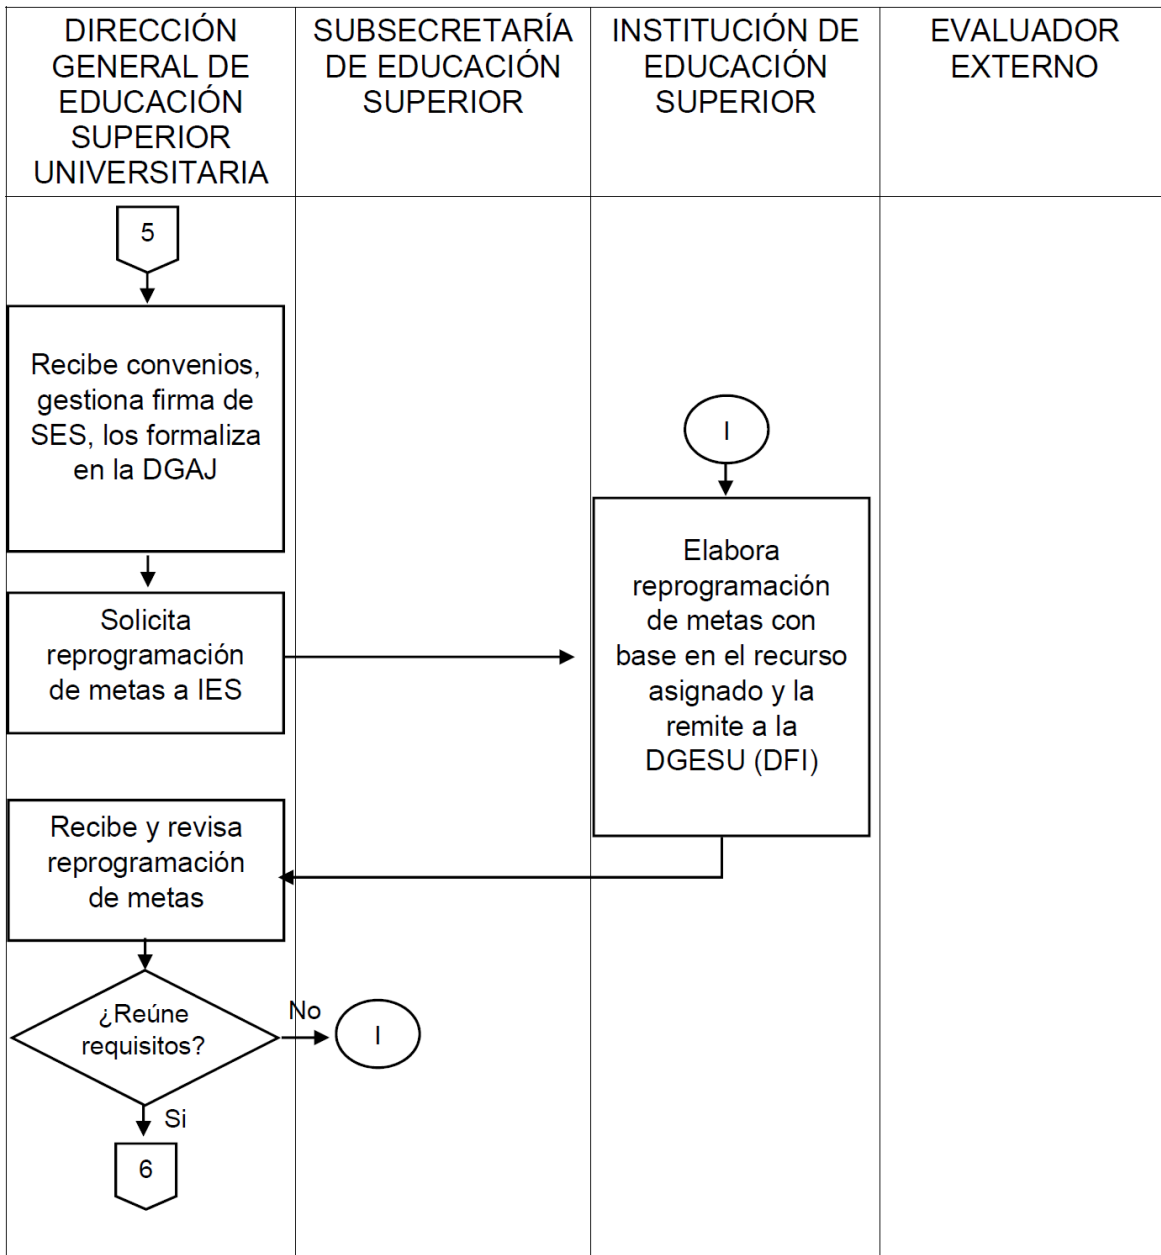 DIRECCIÓN
GENERAL DE
EDUCACIÓN
SUPERIOR
UNIVERSITARIA
SUBSECRETARÍA
DE EDUCACIÓN
SUPERIOR
INSTITUCIÓN DE
EDUCACIÓN
SUPERIOR
EVALUADOR
EXTERNO
5
Recibe convenios,
gestiona firma de
SES, los formaliza
en la DGAJ
I
Elabora
reprogramación
de metas con
base en el recurso
asignado y la
remite a la
DGESU (DFI)
Solicita
reprogramación
de metas a IES
Recibe y revisa
reprogramación
de metas
¿Reúne
requisitos?
No
I
Si
6